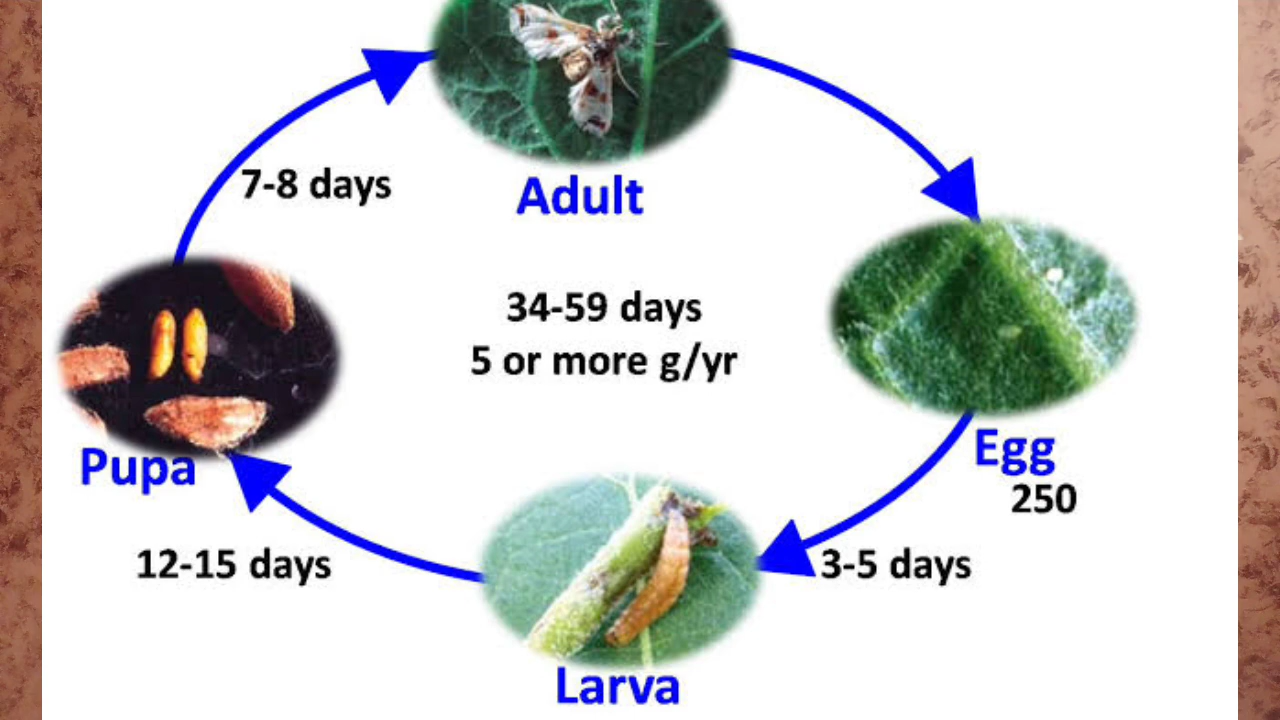 7-8 days
Adult
34-59 days
5 or more g/yr
Pupa
Egg
250
12-15 days
3-5 days
Larva